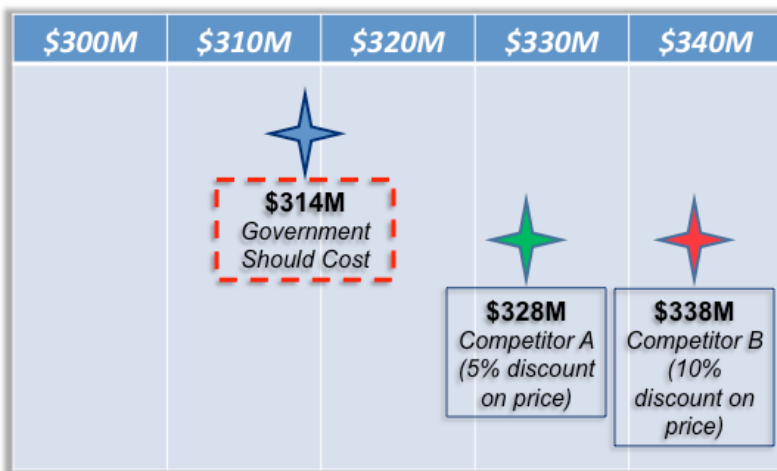 $300M $310M $320M $330M $340M
$314M
Government
Should Cost
$328M
Competitor A
(5% discount
on price)
$338M
Competitor B
(10%
discount on
price)